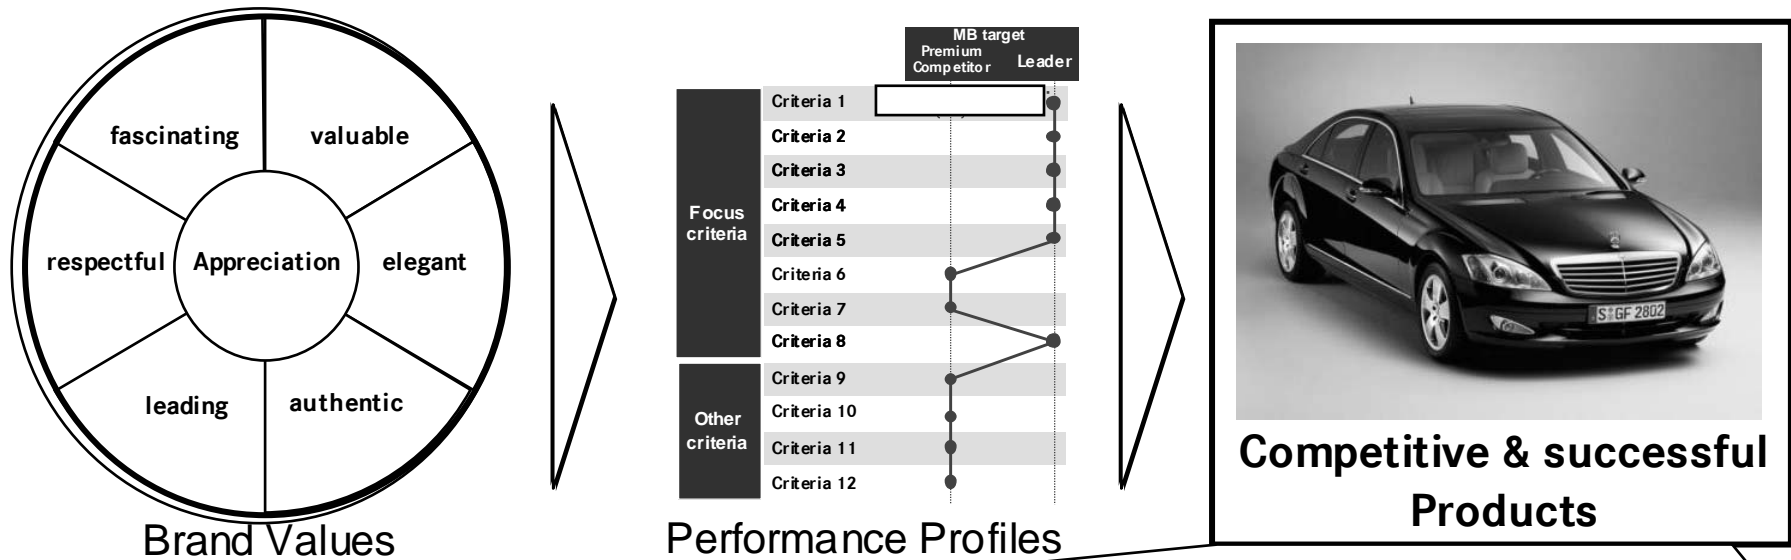 fascinating
valuable
respectful
Appreciation
elegant
leading
authentic
Brand Values
MB target
Premium
Competitor
Leader
Focus
criteria
Criteria 1
Criteria 2
Criteria 3
Criteria 4
Criteria 5
Criteria 6
Criteria 7
Criteria 8
Other
criteria
Criteria 9
Criteria 10
Criteria 11
Criteria 12
Performance Profiles
S GF 2802
Competitive & successful
Products